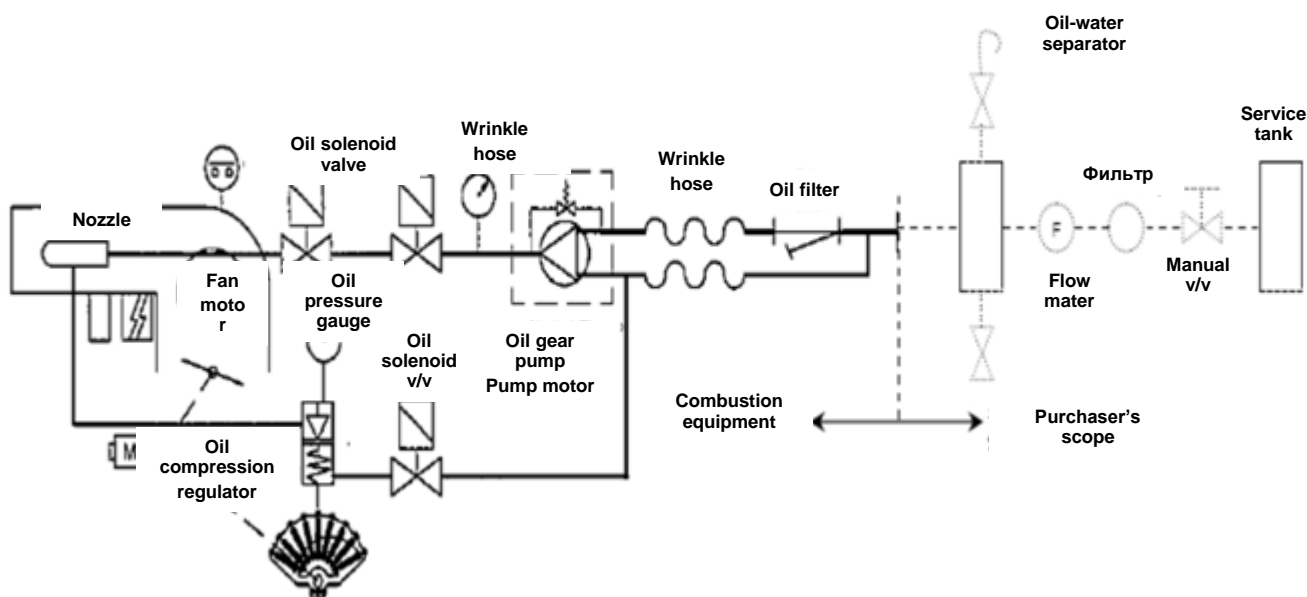 Oil-water
separator
Service
tank
Wrinkle
hose
Oil solenoid
valve
Wrinkle
hose
Фильтр
Oil filter
Nozzle
F
Fan
moto
r
Oil
pressure
gauge
Flow
mater
Manual
v/v
Oil
solenoid
v/v
Oil gear
pump
Pump motor
Combustion
equipment
Purchaser's
scope
M
Oil
compression
regulator